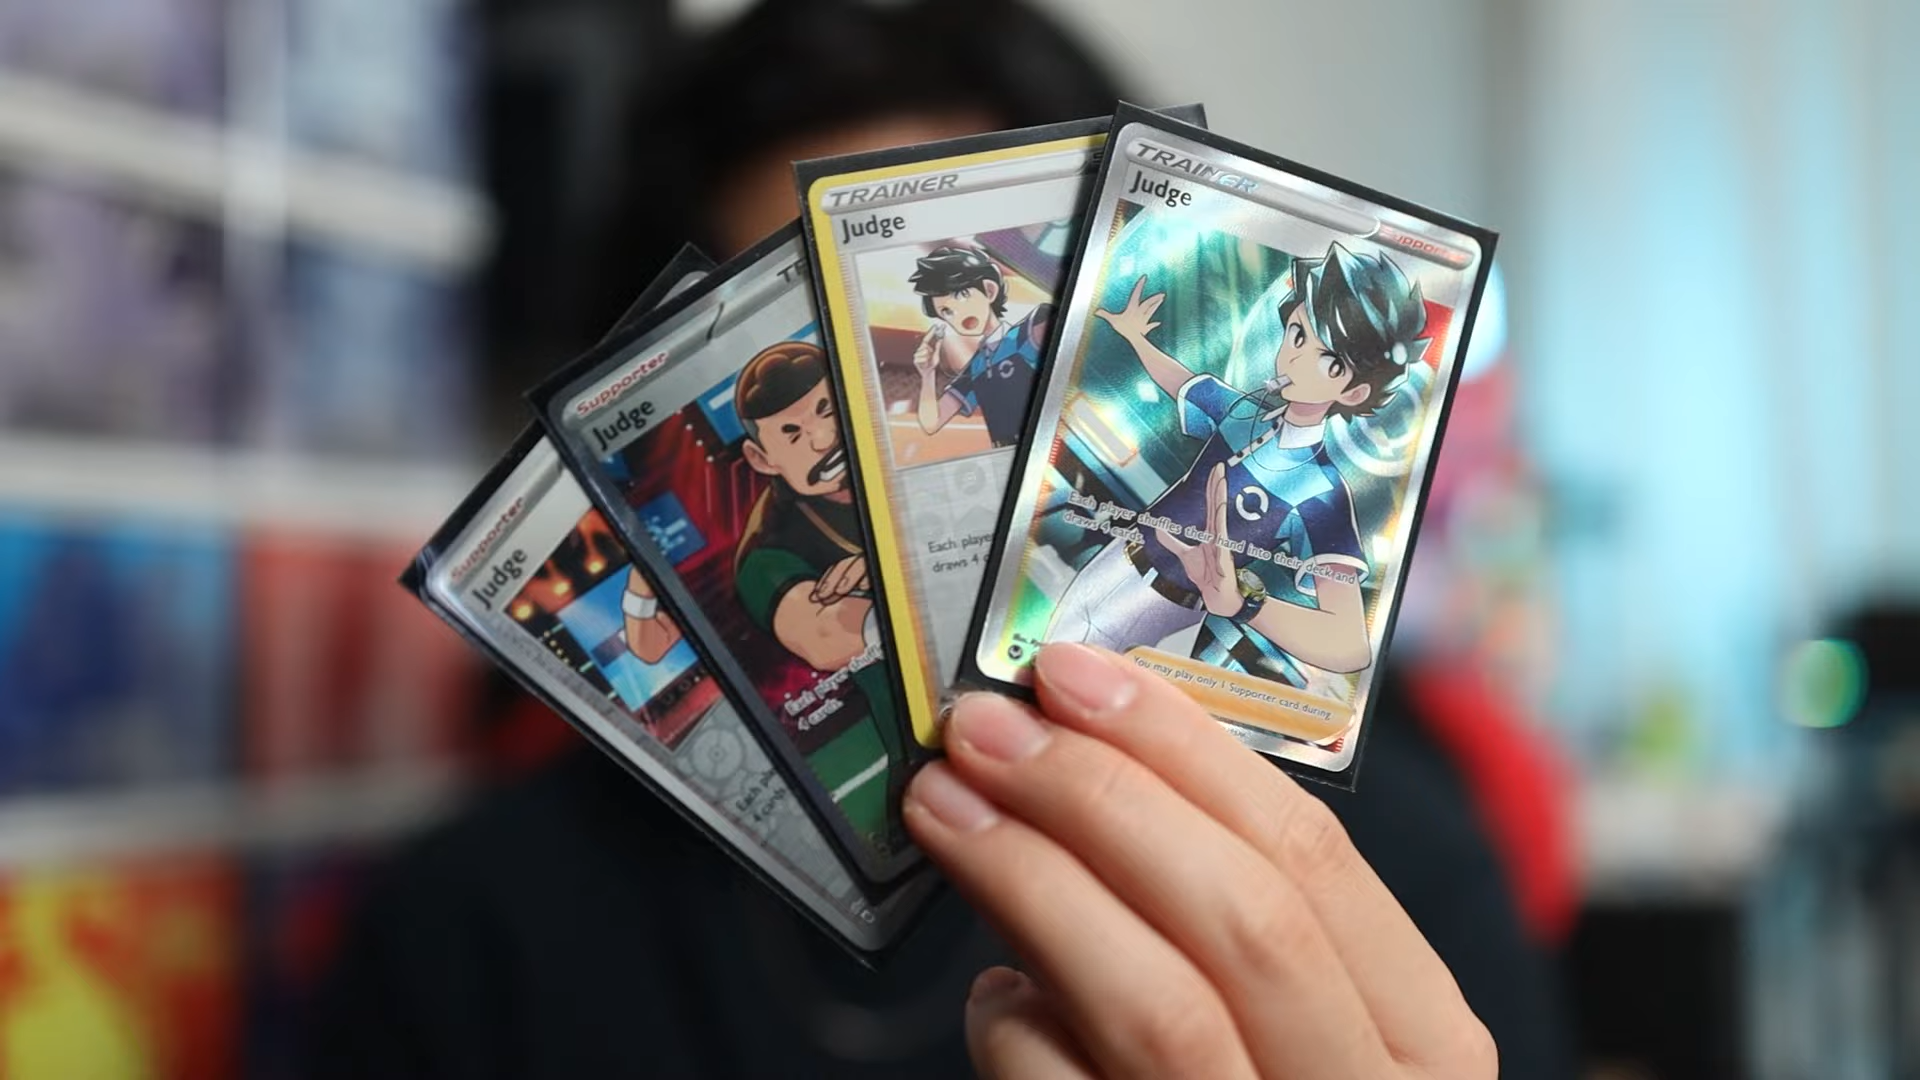 Supporter
Judge
Each pla
4 cards
Supporter
Judge
Each player shuffl
4 cards.
TRAINER
Judge
Each player
draws 4 c
TRAINER
Supporter
Judge
Each player shuffles their hand into their deck and
draws 4 cards.
You may play only 1 Supporter card during